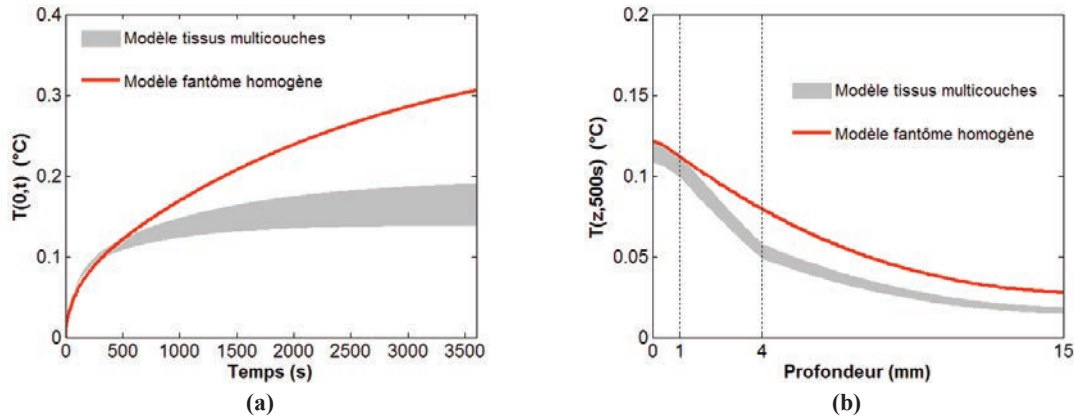 0.4
0.3
0.2
0.1
0
T(0,t) (°C)
Modèle tissus multicouches
Modèle fantôme homogène
0 500 1000 1500 2000 2500 3000 3500
Temps (s)
(a)
0.2
0.15
0.1
0.05
0
T(z,500s) (°C)
Modèle tissus multicouches
Modèle fantôme homogène
0 1 4 15
Profondeur (mm)
(b)